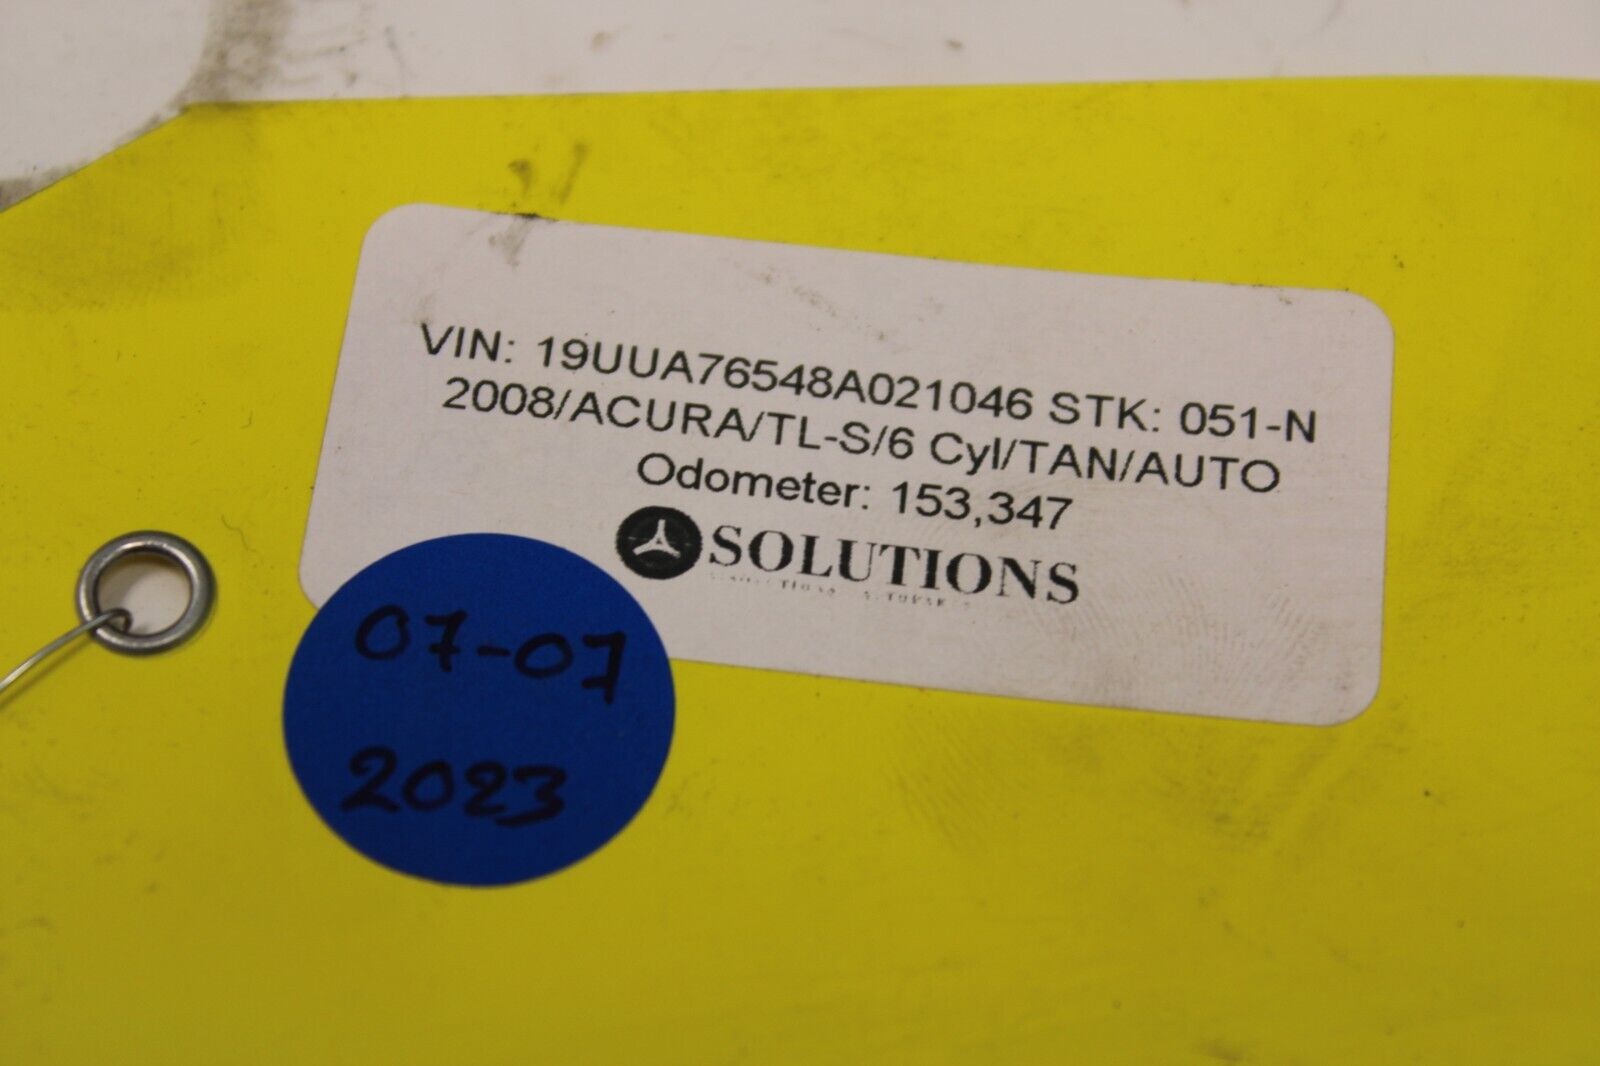 VIN: 19UUA76548A021046 STK: 051-N
2008/ACURA/TL-S/6 Cyl/TAN/AUTO
Odometer: 153,347
SOLUTIONS
07-07
2023